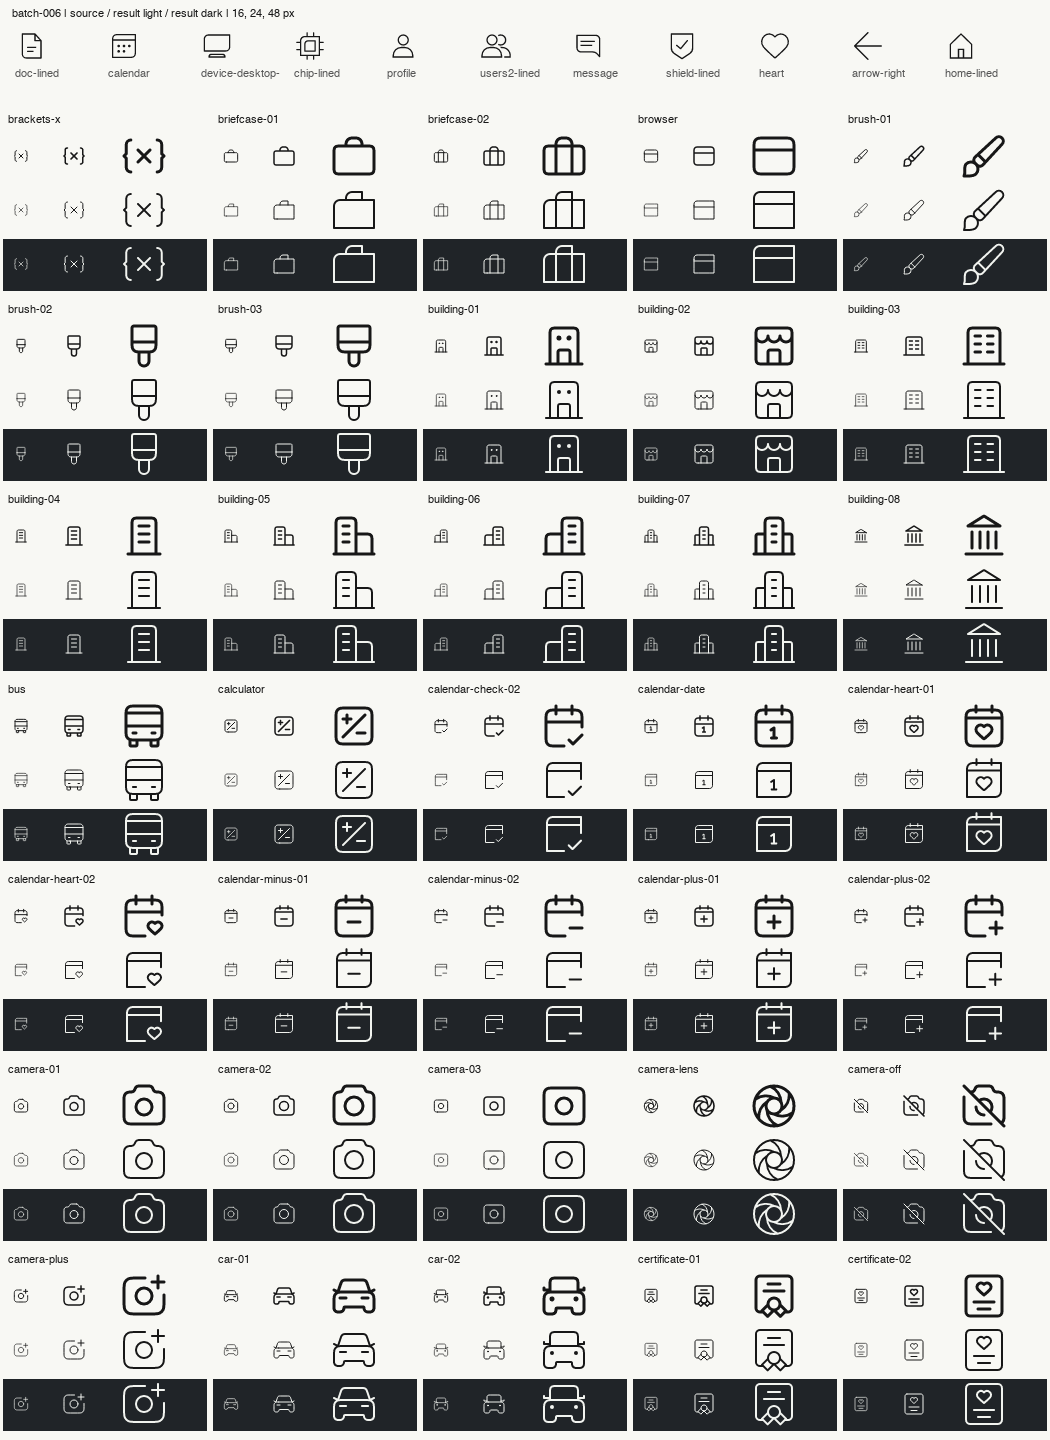 batch-006 | source / result light / result dark | 16, 24, 48 px
doc-lined calendar device-desktop- chip-lined profile users2-lined message shield-lined heart arrow-right home-lined
brackets-x briefcase-01 briefcase-02 browser brush-01
brush-02 brush-03 building-01 building-02 building-03
building-04 building-05 building-06 building-07 building-08
bus calculator calendar-check-02 calendar-date calendar-heart-01
calendar-heart-02 calendar-minus-01 calendar-minus-02 calendar-plus-01 calendar-plus-02
camera-01 camera-02 camera-03 camera-lens camera-off
camera-plus car-01 car-02 certificate-01 certificate-02